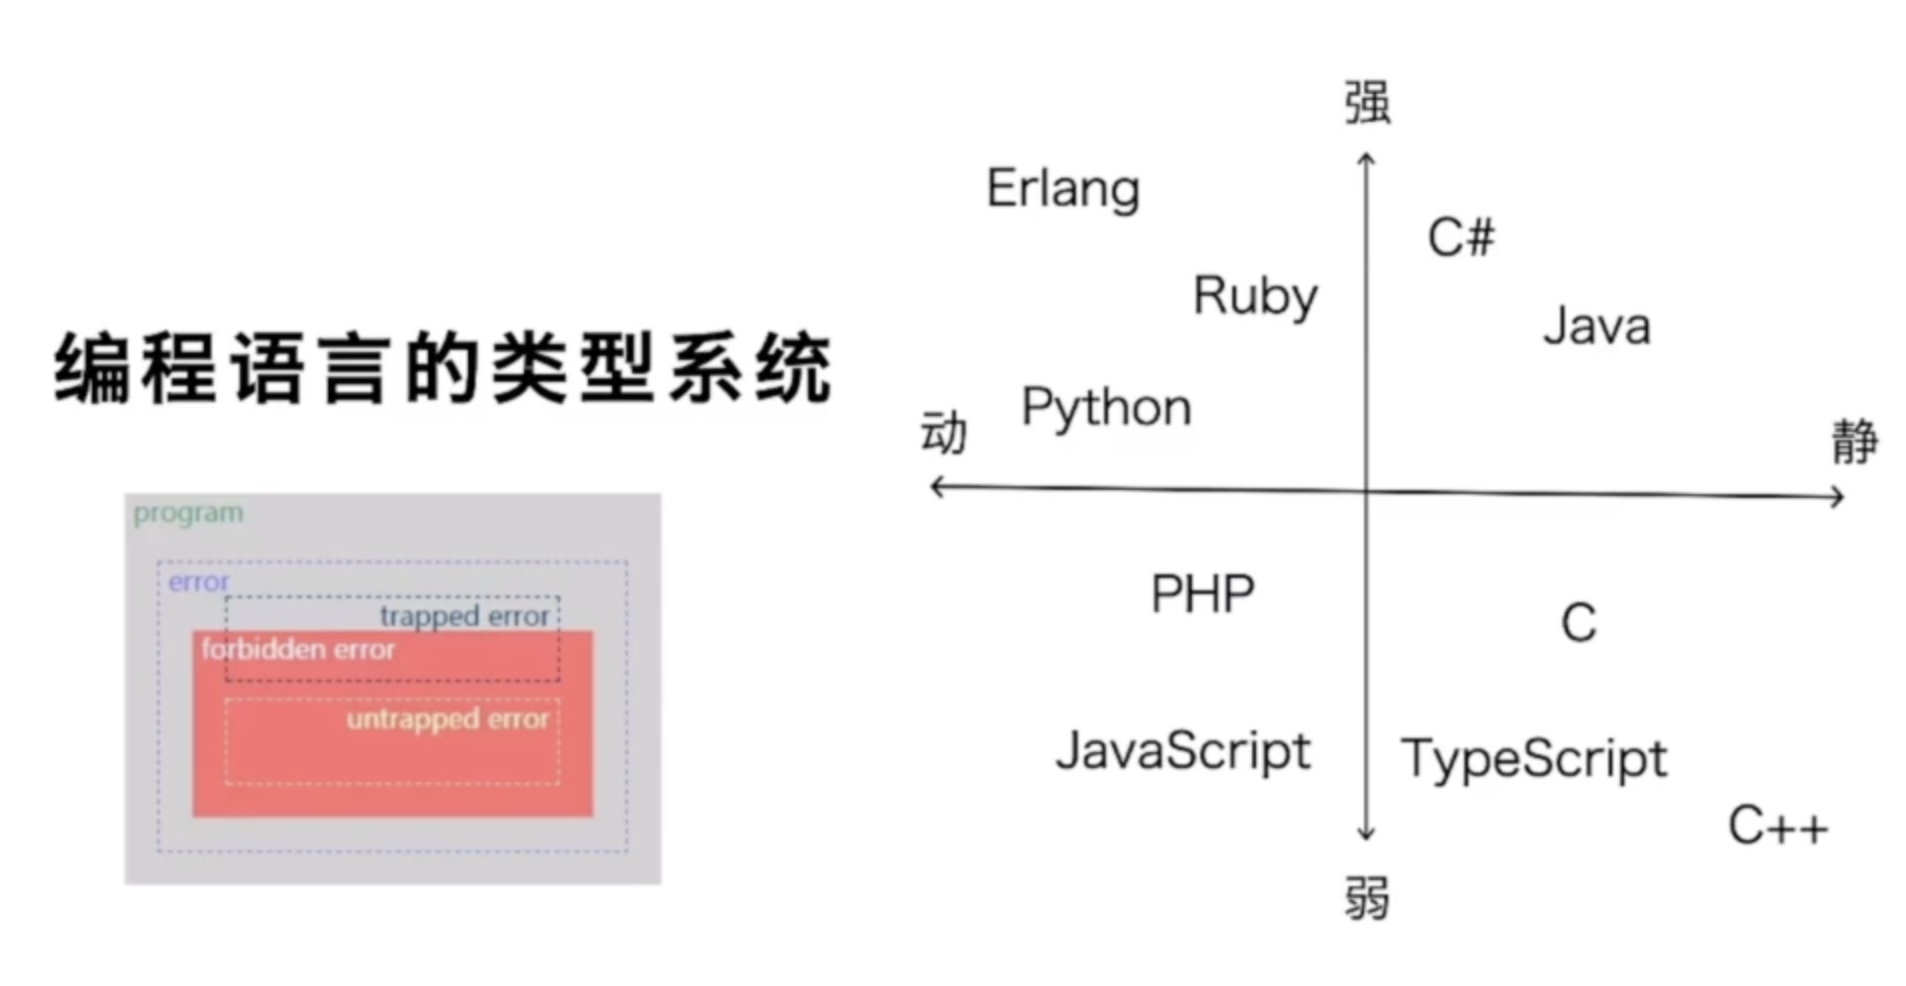 编程语言的类型系统
program
error
trapped error
forbidden error
untrapped error
强
Erlang
C#
Ruby
Java
Python
动
静
PHP
C
JavaScript
TypeScript
C++
弱